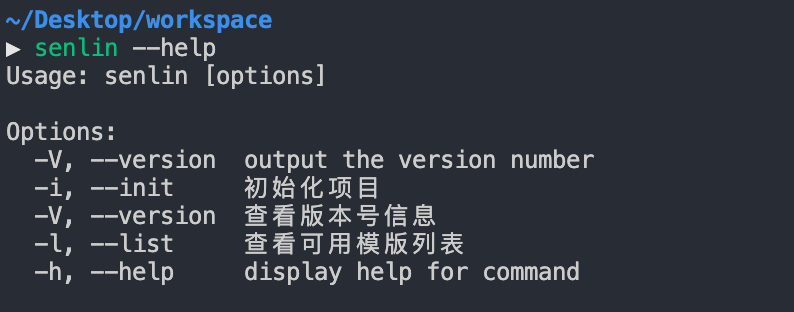 ~/Desktop/workspace
▶ senlin --help
Usage: senlin [options]

Options:
  -V, --version  output the version number
  -i, --init     初始化项目
  -V, --version  查看版本号信息
  -l, --list     查看可用模版列表
  -h, --help     display help for command